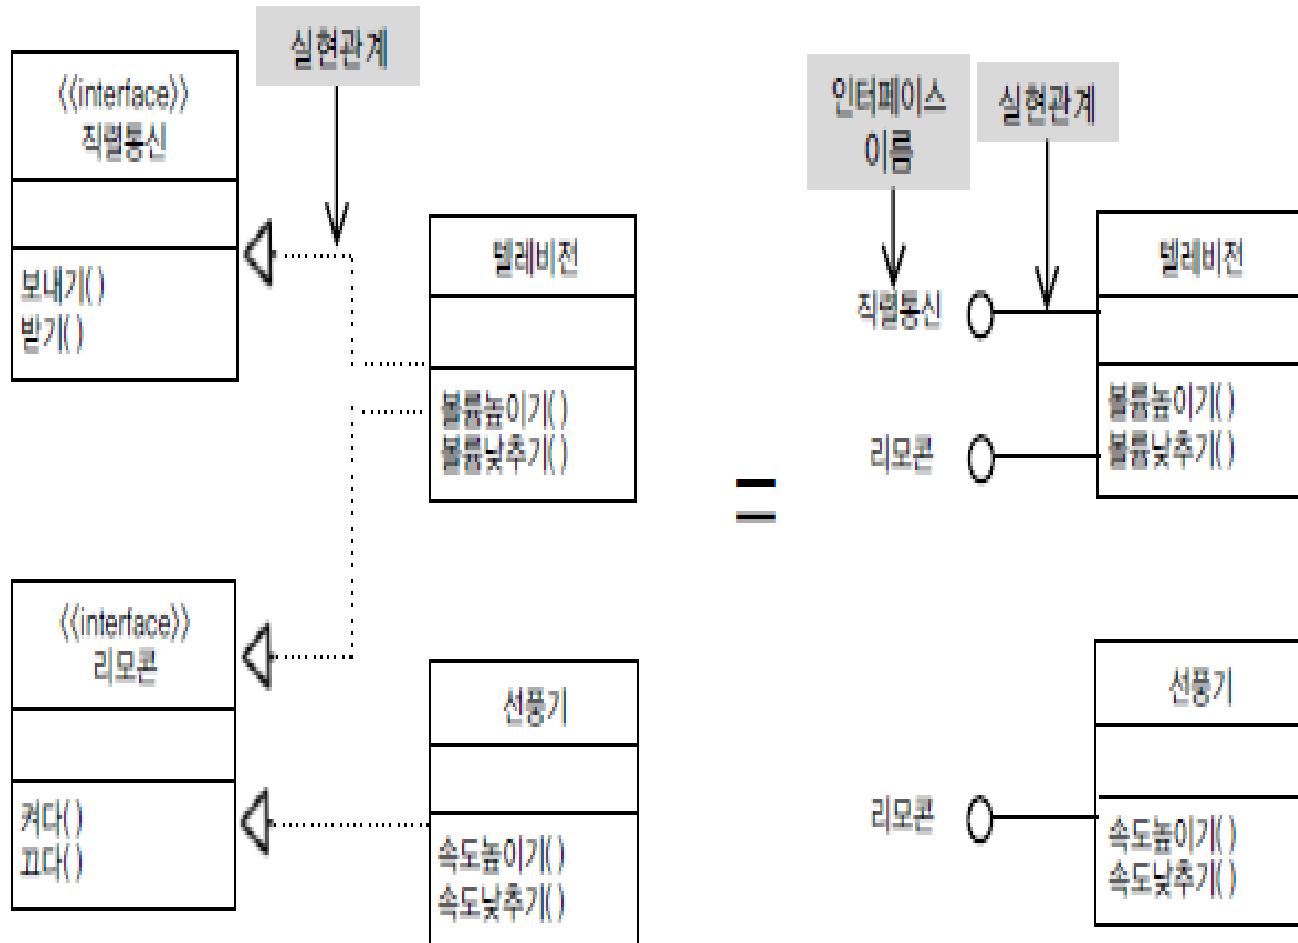 실현관계
<<interface>>
직렬통신
보내기( )
받기( )
텔레비전
볼륨높이기( )
볼륨낮추기( )
<<interface>>
리모콘
켜다( )
끄다( )
선풍기
속도높이기( )
속도낮추기( )
=
인터페이스
이름
실현관계
직렬통신
리모콘
텔레비전
볼륨높이기( )
볼륨낮추기( )
리모콘
선풍기
속도높이기( )
속도낮추기( )